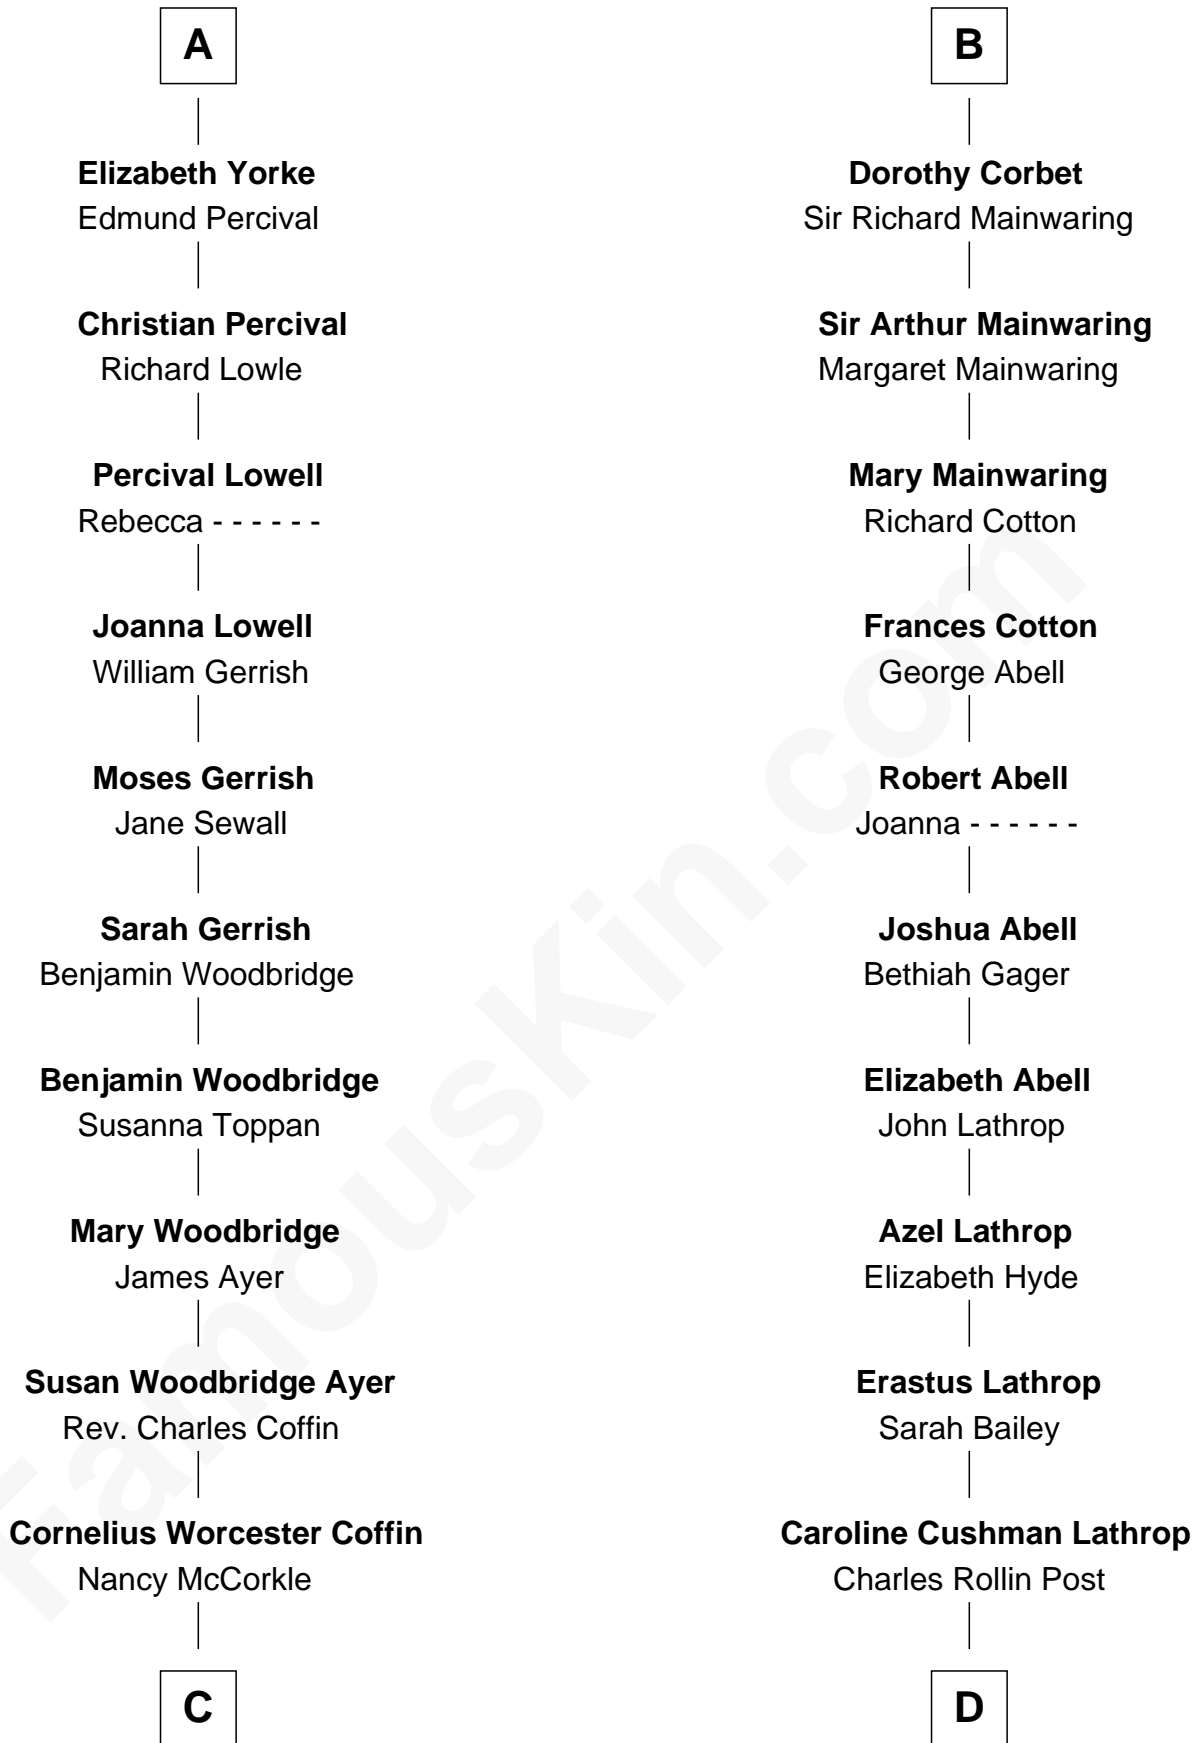 A
Elizabeth Yorke
Edmund Percival
Christian Percival
Richard Lowle
Percival Lowell
Rebecca - - - - - -
Joanna Lowell
William Gerrish
Moses Gerrish
Jane Sewall
Sarah Gerrish
Benjamin Woodbridge
Benjamin Woodbridge
Susanna Toppan
Mary Woodbridge
James Ayer
Susan Woodbridge Ayer
Rev. Charles Coffin
Cornelius Worcester Coffin
Nancy McCorkle
C
B
Dorothy Corbet
Sir Richard Mainwaring
Sir Arthur Mainwaring
Margaret Mainwaring
Mary Mainwaring
Richard Cotton
Frances Cotton
George Abell
Robert Abell
Joanna - - - - - -
Joshua Abell
Bethiah Gager
Elizabeth Abell
John Lathrop
Azel Lathrop
Elizabeth Hyde
Erastus Lathrop
Sarah Bailey
Caroline Cushman Lathrop
Charles Rollin Post
D
FamousKin.com